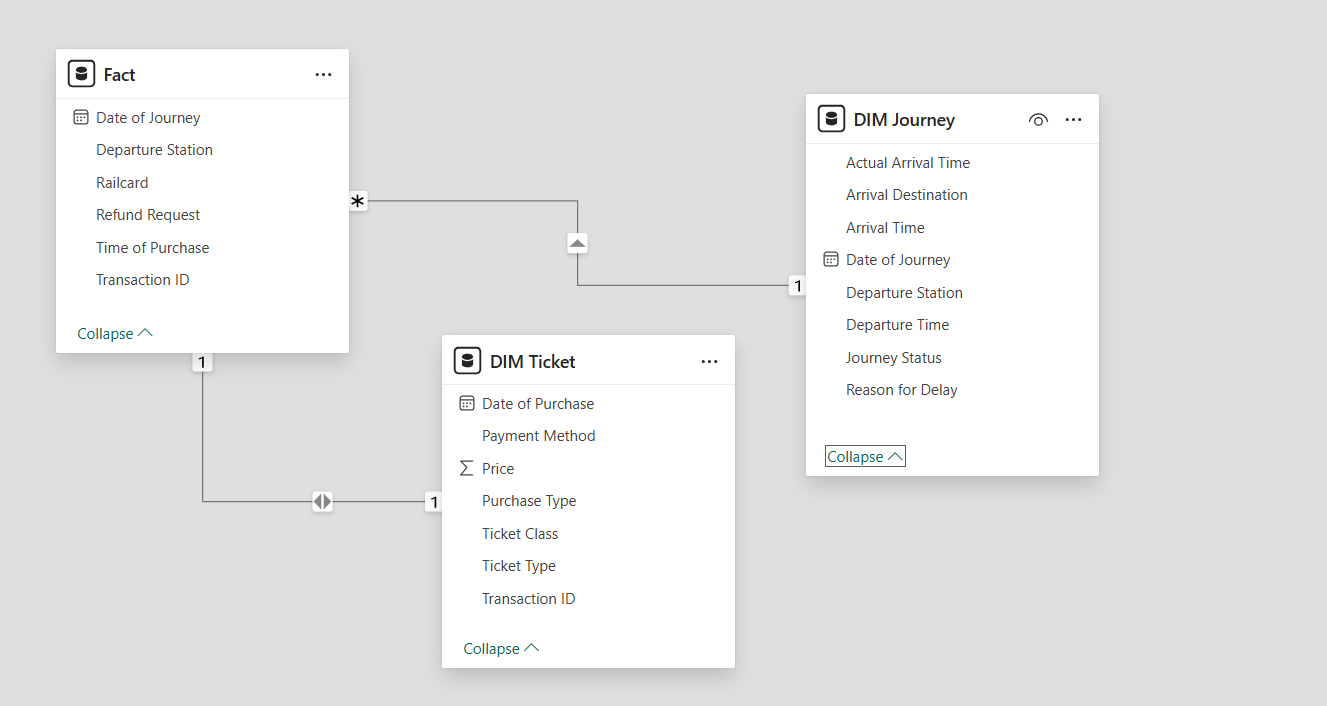 Fact
Date of Journey
Departure Station
Railcard
Refund Request
Time of Purchase
Transaction ID
Collapse
1
*
1
DIM Ticket
Date of Purchase
Payment Method
Price
Purchase Type
Ticket Class
Ticket Type
Transaction ID
Collapse
1
DIM Journey
Actual Arrival Time
Arrival Destination
Arrival Time
Date of Journey
Departure Station
Departure Time
Journey Status
Reason for Delay
Collapse